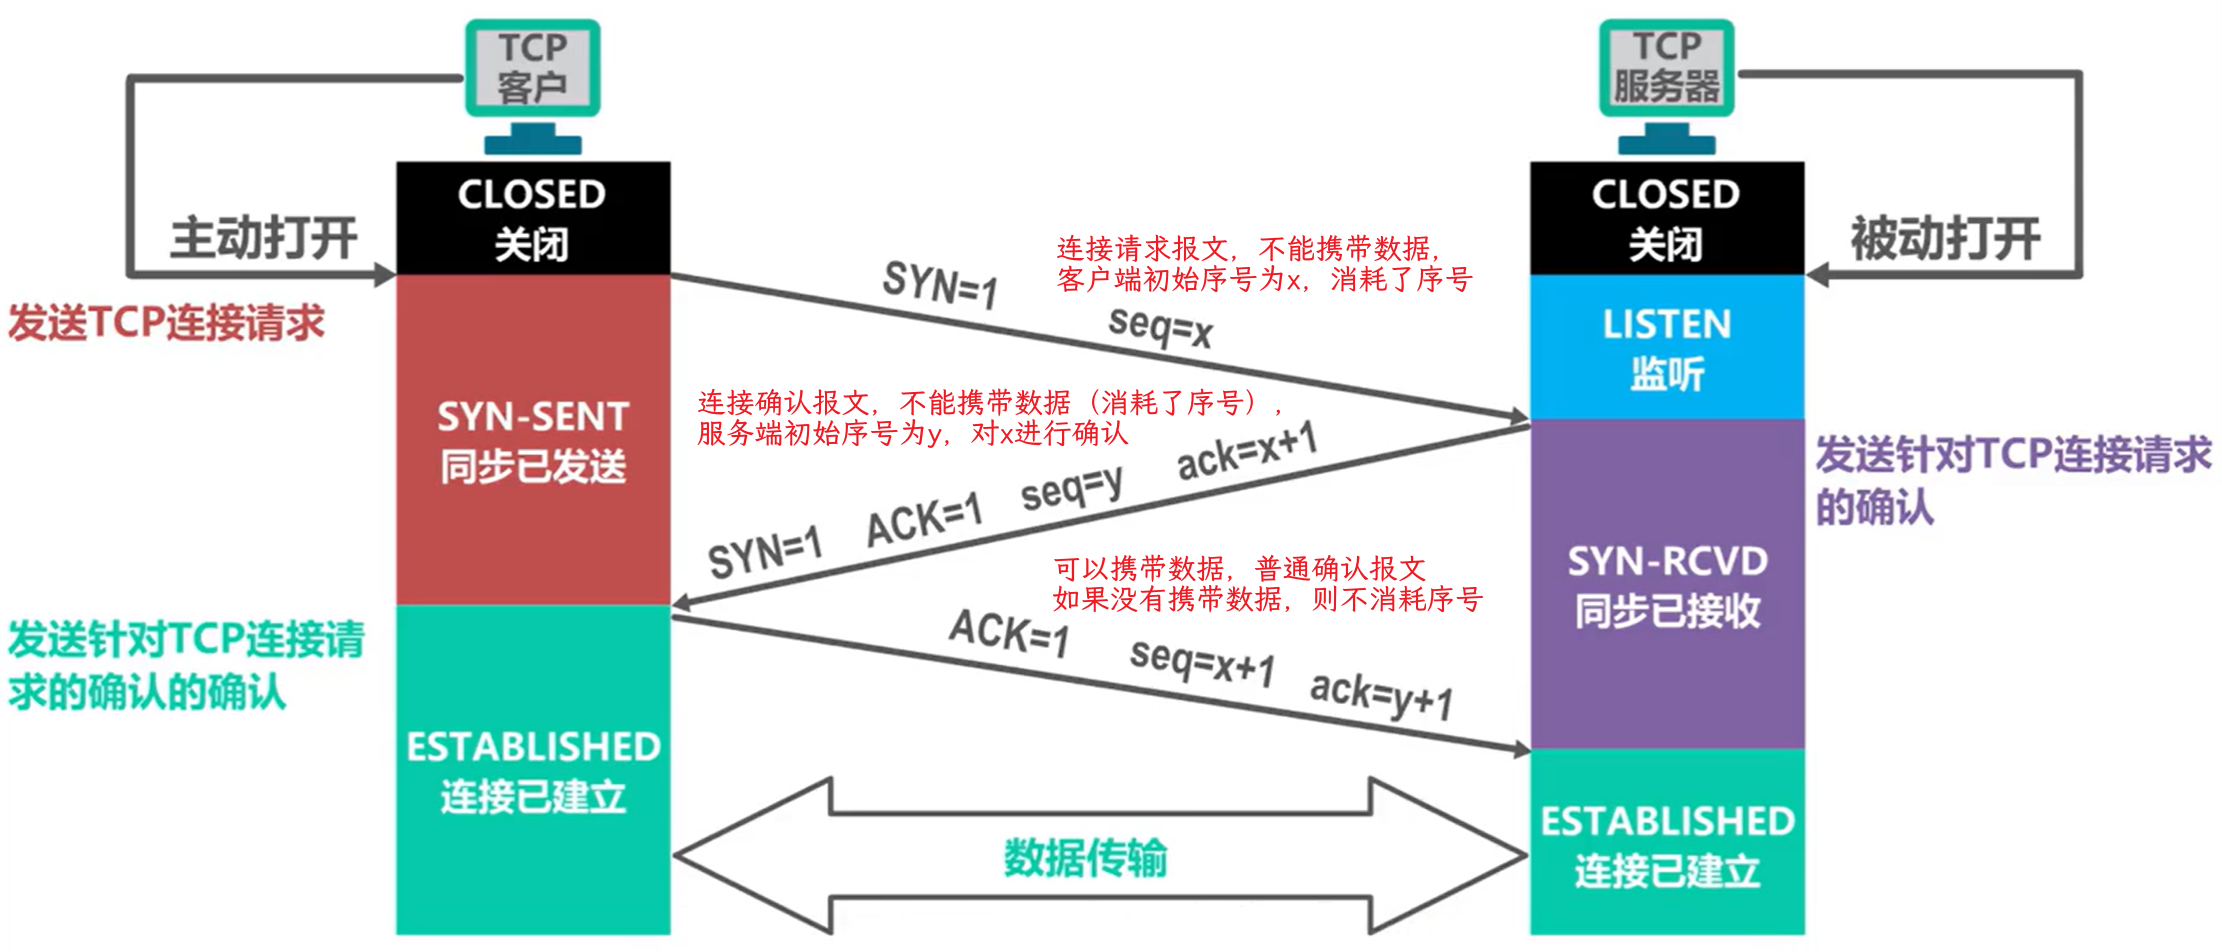 TCP
客户
TCP
服务器
CLOSED
关闭
CLOSED
关闭
主动打开
被动打开
连接请求报文，不能携带数据，
客户端初始序号为x，消耗了序号
SYN=1
seq=x
发送TCP连接请求
LISTEN
监听
SYN-SENT
同步已发送
连接确认报文，不能携带数据（消耗了序号），
服务端初始序号为y，对x进行确认
SYN=1 ACK=1 seq=y ack=x+1
发送针对TCP连接请求
的确认
SYN-RCVD
同步已接收
可以携带数据，普通确认报文
如果没有携带数据，则不消耗序号
ACK=1 seq=x+1 ack=y+1
发送针对TCP连接请
求的确认的确认
ESTABLISHED
连接已建立
ESTABLISHED
连接已建立
数据传输